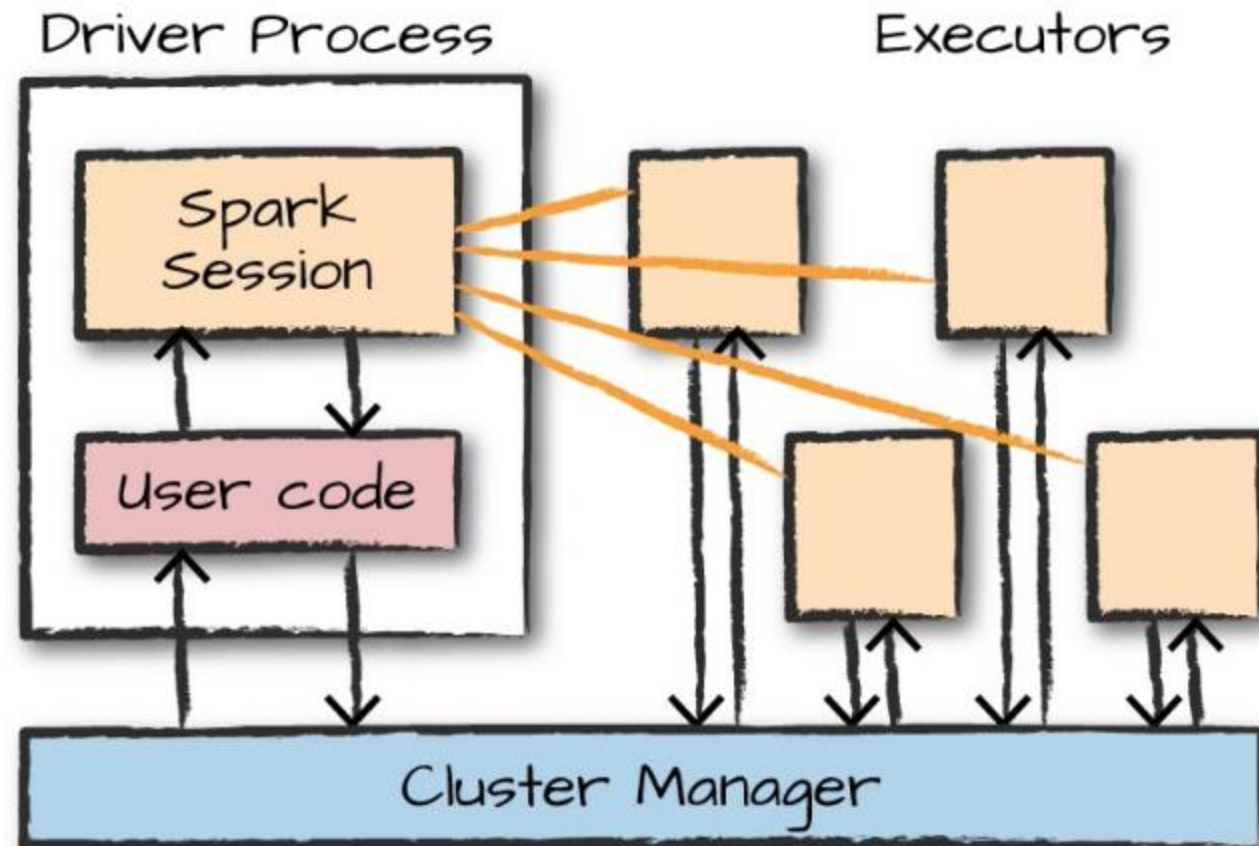 Driver Process
Executors
Spark
Session
User code
Cluster Manager